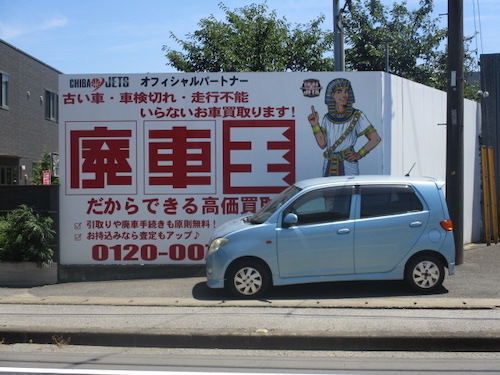 CHIBA JETS オフィシャルパートナー
古い車・車検切れ・走行不能
いらないお車買取ります!
廃車王
だからできる高価買取
引取りや廃車手続きも原則無料!
お持込みなら査定もアップ♪
0120-00